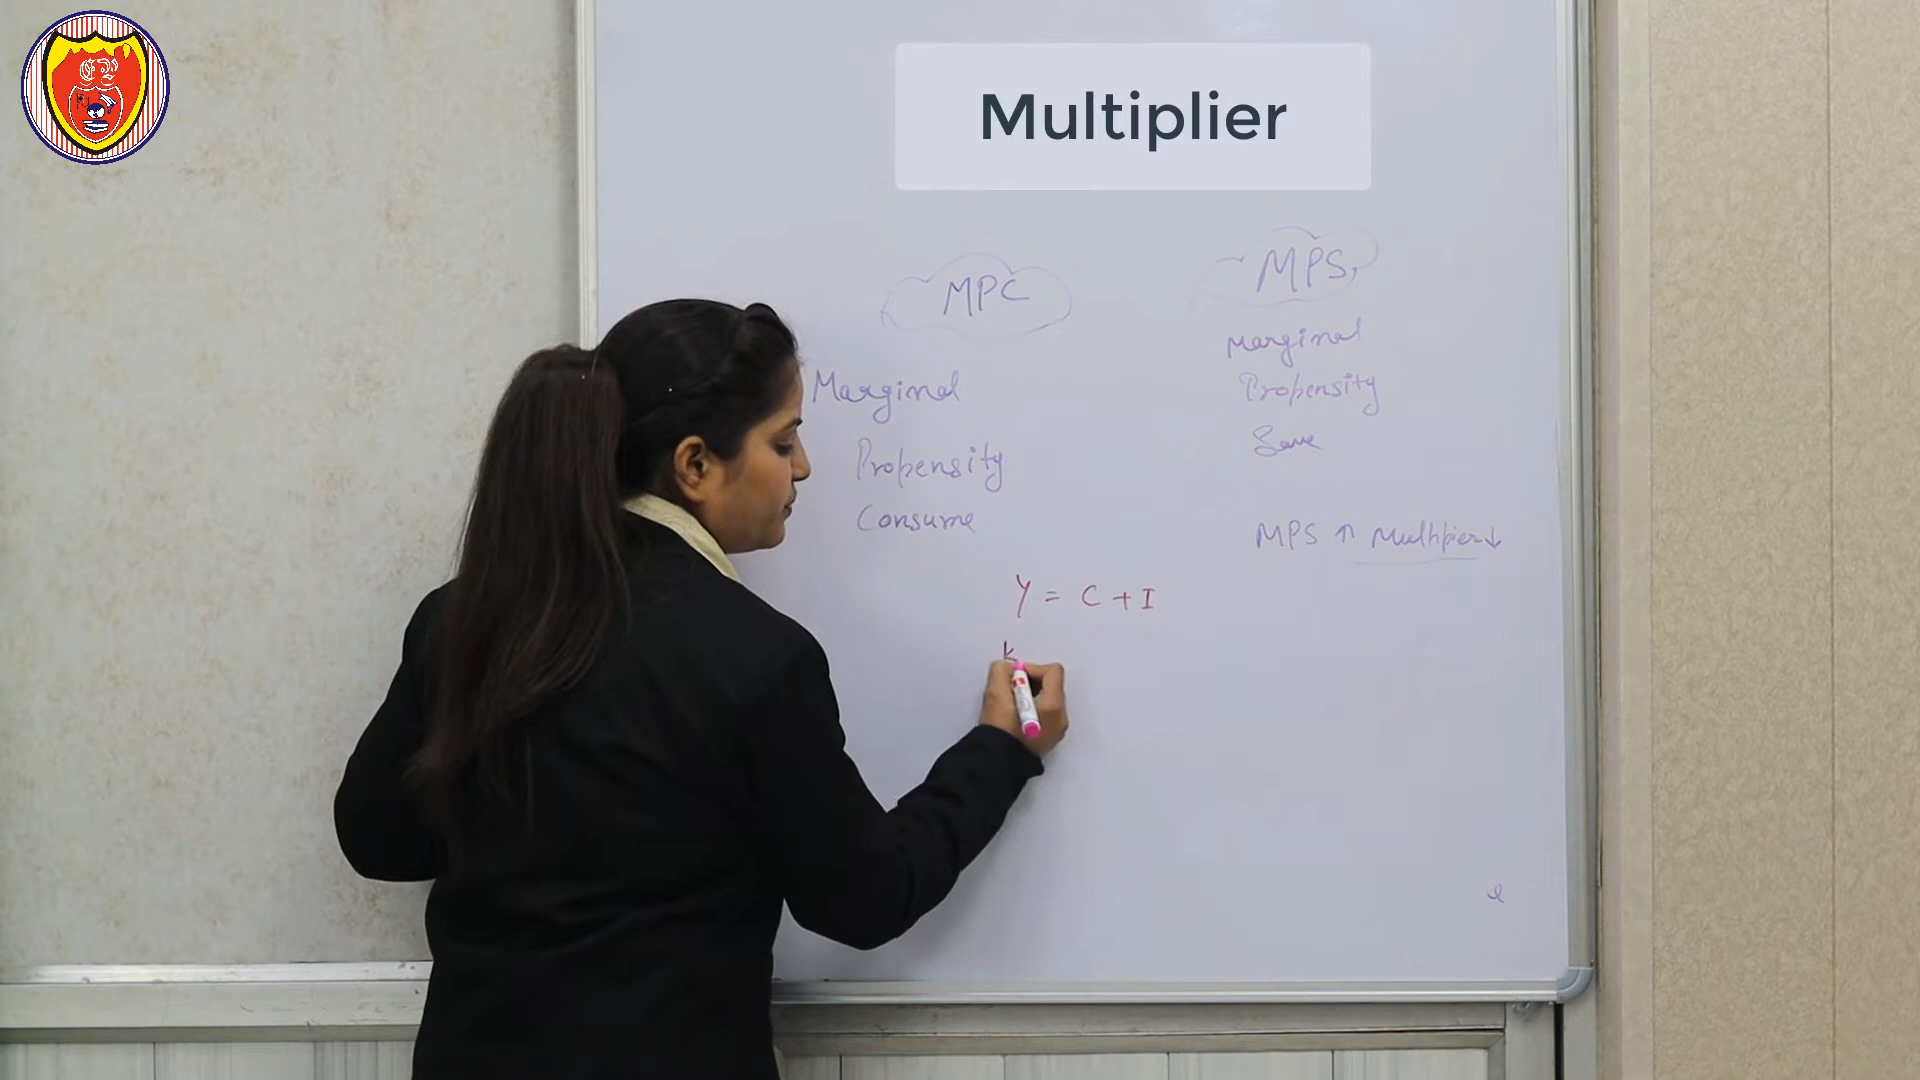 Multiplier
MPC
Marginal
Propensity
Consume
MPS
Marginal
Propensity
Save
MPS ↑ Multiplier ↓
Y = C + I
K